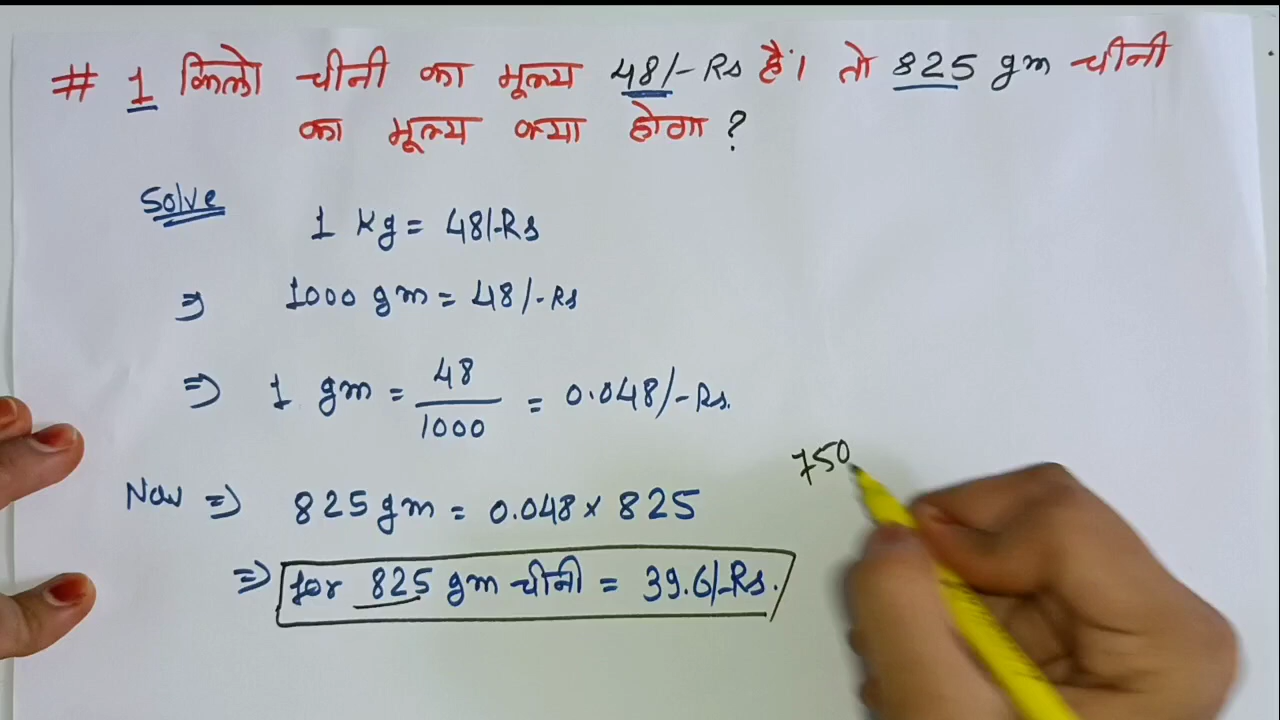 # 1 किलो चीनी का मूल्य 48/-Rs है। तो 825 gm चीनी
का मूल्य क्या होगा ?
Solve
1 Kg = 48/-Rs
⇒ 1000 gm = 48/-Rs
⇒ 1 gm = 48/1000 = 0.048/-Rs.
750
Now ⇒ 825 gm = 0.048 × 825
⇒ for 825 gm चीनी = 39.6/-Rs.